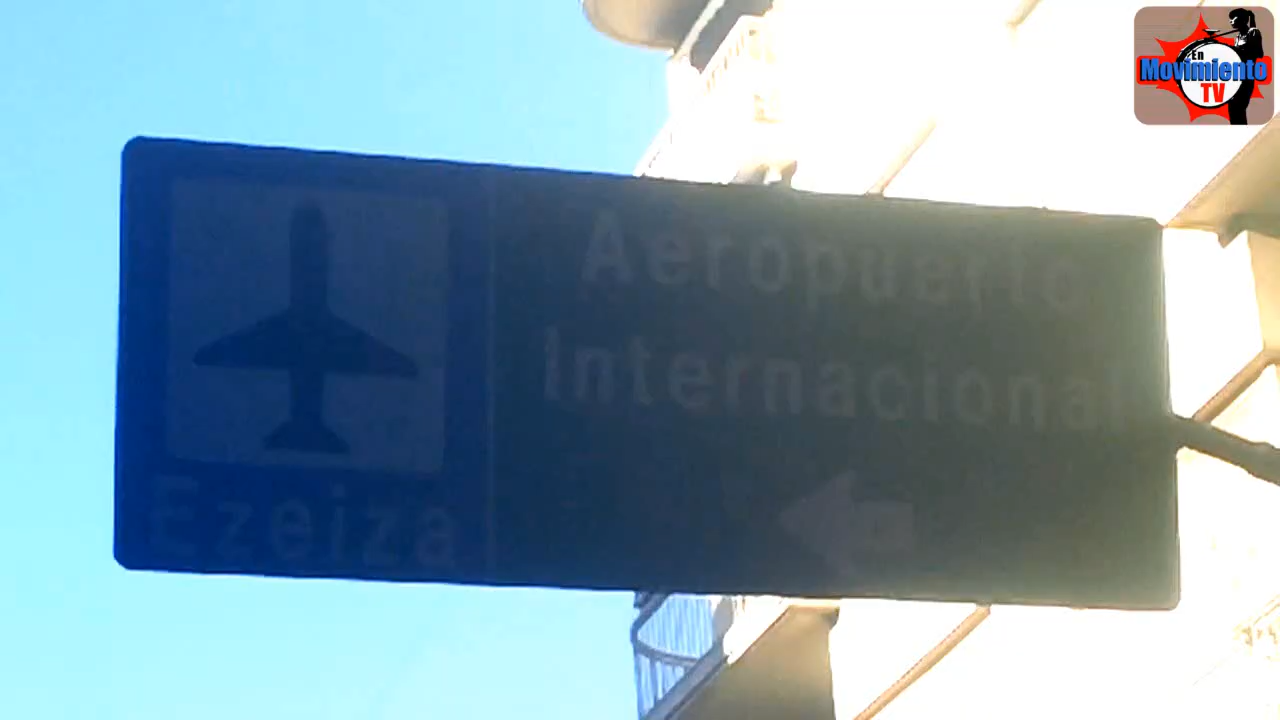 Aeropuerto
Internacional
Ezeiza
En
Movimiento
TV